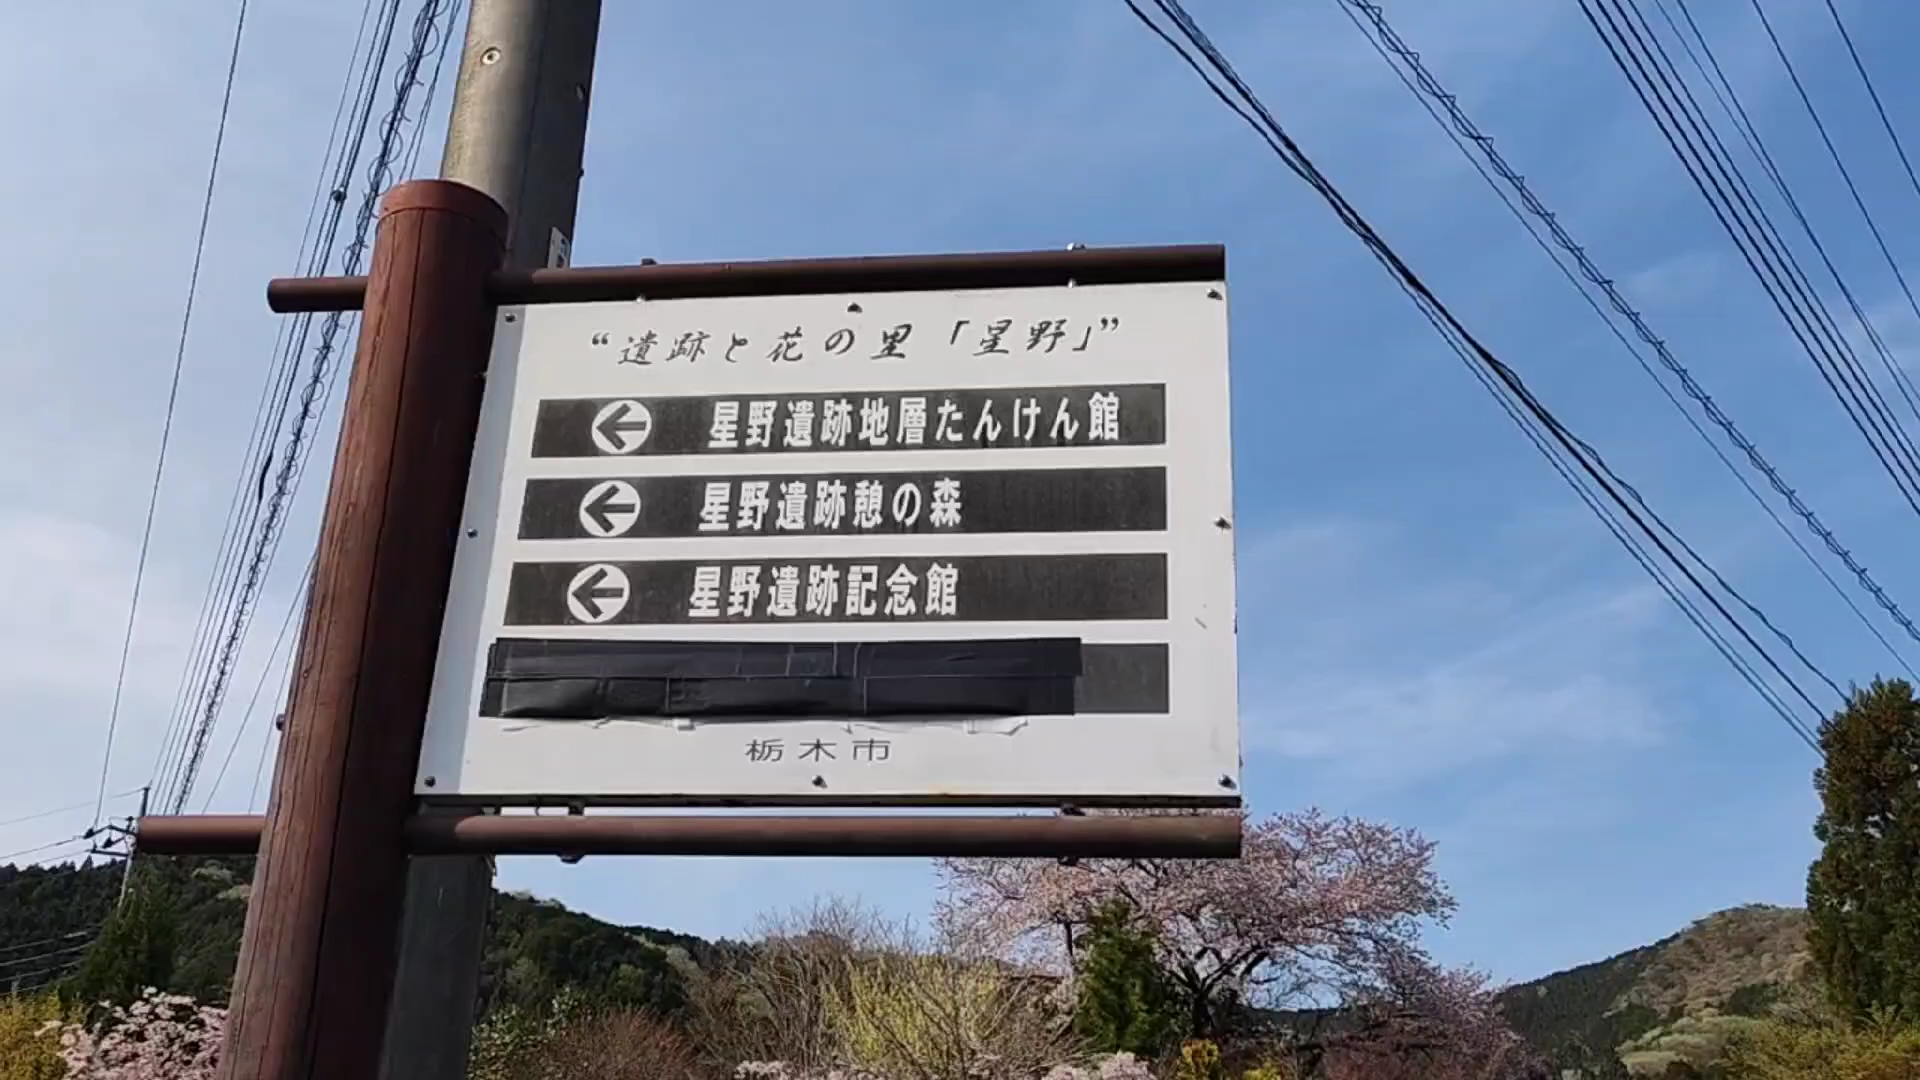 “遺跡と花の里「星野」”
星野遺跡地層たんけん館
星野遺跡憩の森
星野遺跡記念館
栃木市